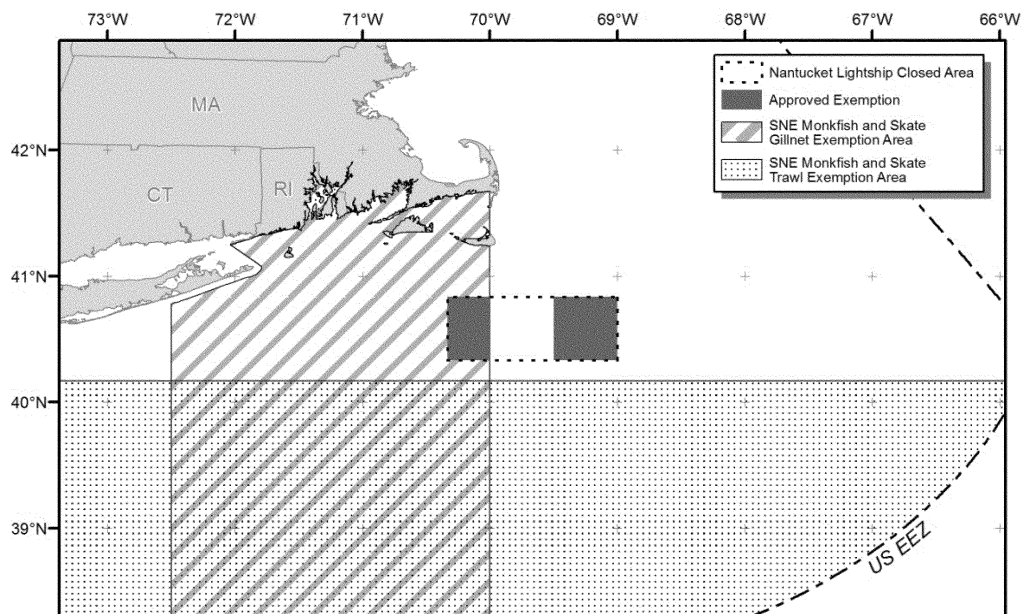 73°W 72°W 71°W 70°W 69°W 68°W 67°W 66°W
Nantucket Lightship Closed Area
Approved Exemption
SNE Monkfish and Skate
Gillnet Exemption Area
SNE Monkfish and Skate
Trawl Exemption Area
MA
42°N
CT
RI
41°N
40°N
39°N
US EEZ